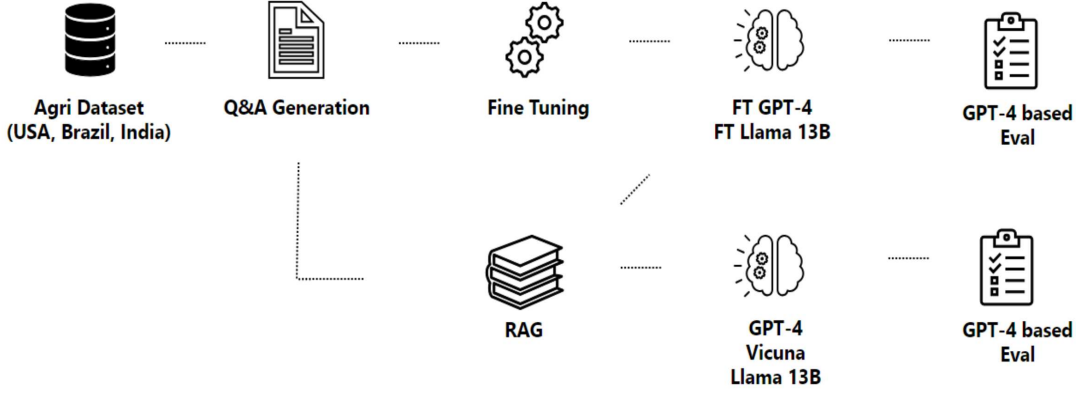 Agri Dataset
(USA, Brazil, India)
Q&A Generation
Fine Tuning
FT GPT-4
FT Llama 13B
GPT-4 based
Eval
RAG
GPT-4
Vicuna
Llama 13B
GPT-4 based
Eval